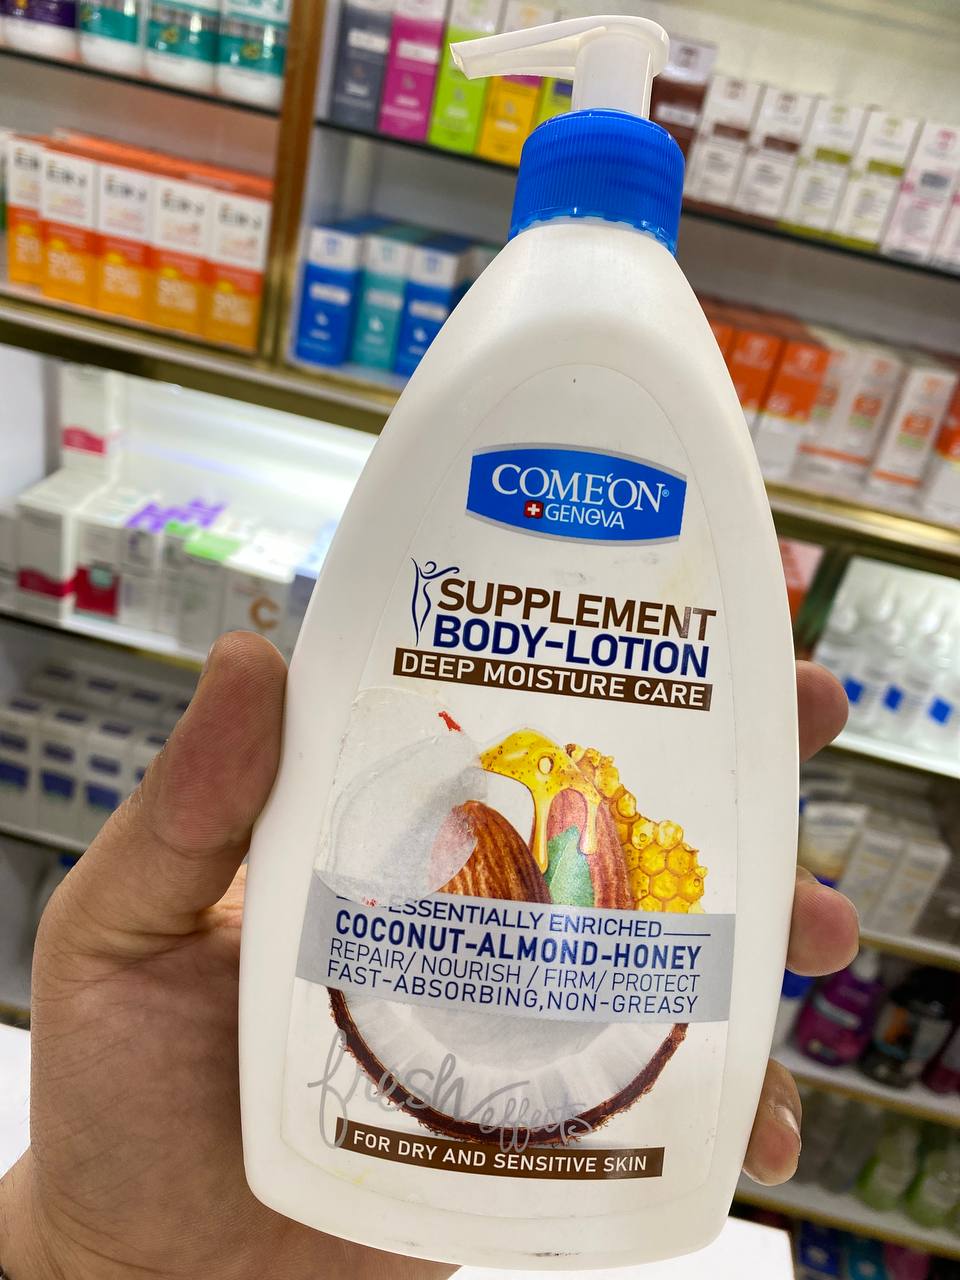 COME'ON®
GENEVA
SUPPLEMENT
BODY-LOTION
DEEP MOISTURE CARE
ESSENTIALLY ENRICHED
COCONUT-ALMOND-HONEY
REPAIR/ NOURISH / FIRM/ PROTECT
FAST-ABSORBING,NON-GREASY
fresh
effects
FOR DRY AND SENSITIVE SKIN